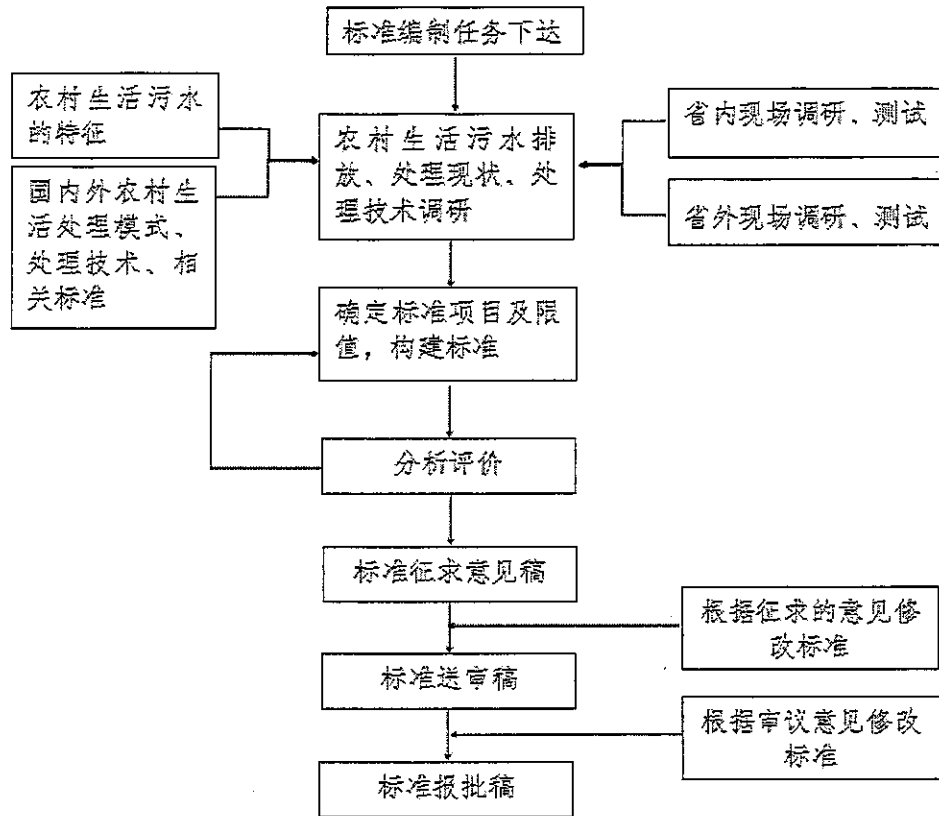 标准编制任务下达
农村生活污水
的特征
国内外农村生
活处理模式、
处理技术、相
关标准
农村生活污水排
放、处理现状、处
理技术调研
省内现场调研、测试
省外现场调研、测试
确定标准项目及限
值，构建标准
分析评价
标准征求意见稿
根据征求的意见修
改标准
标准送审稿
根据审议意见修改
标准
标准报批稿